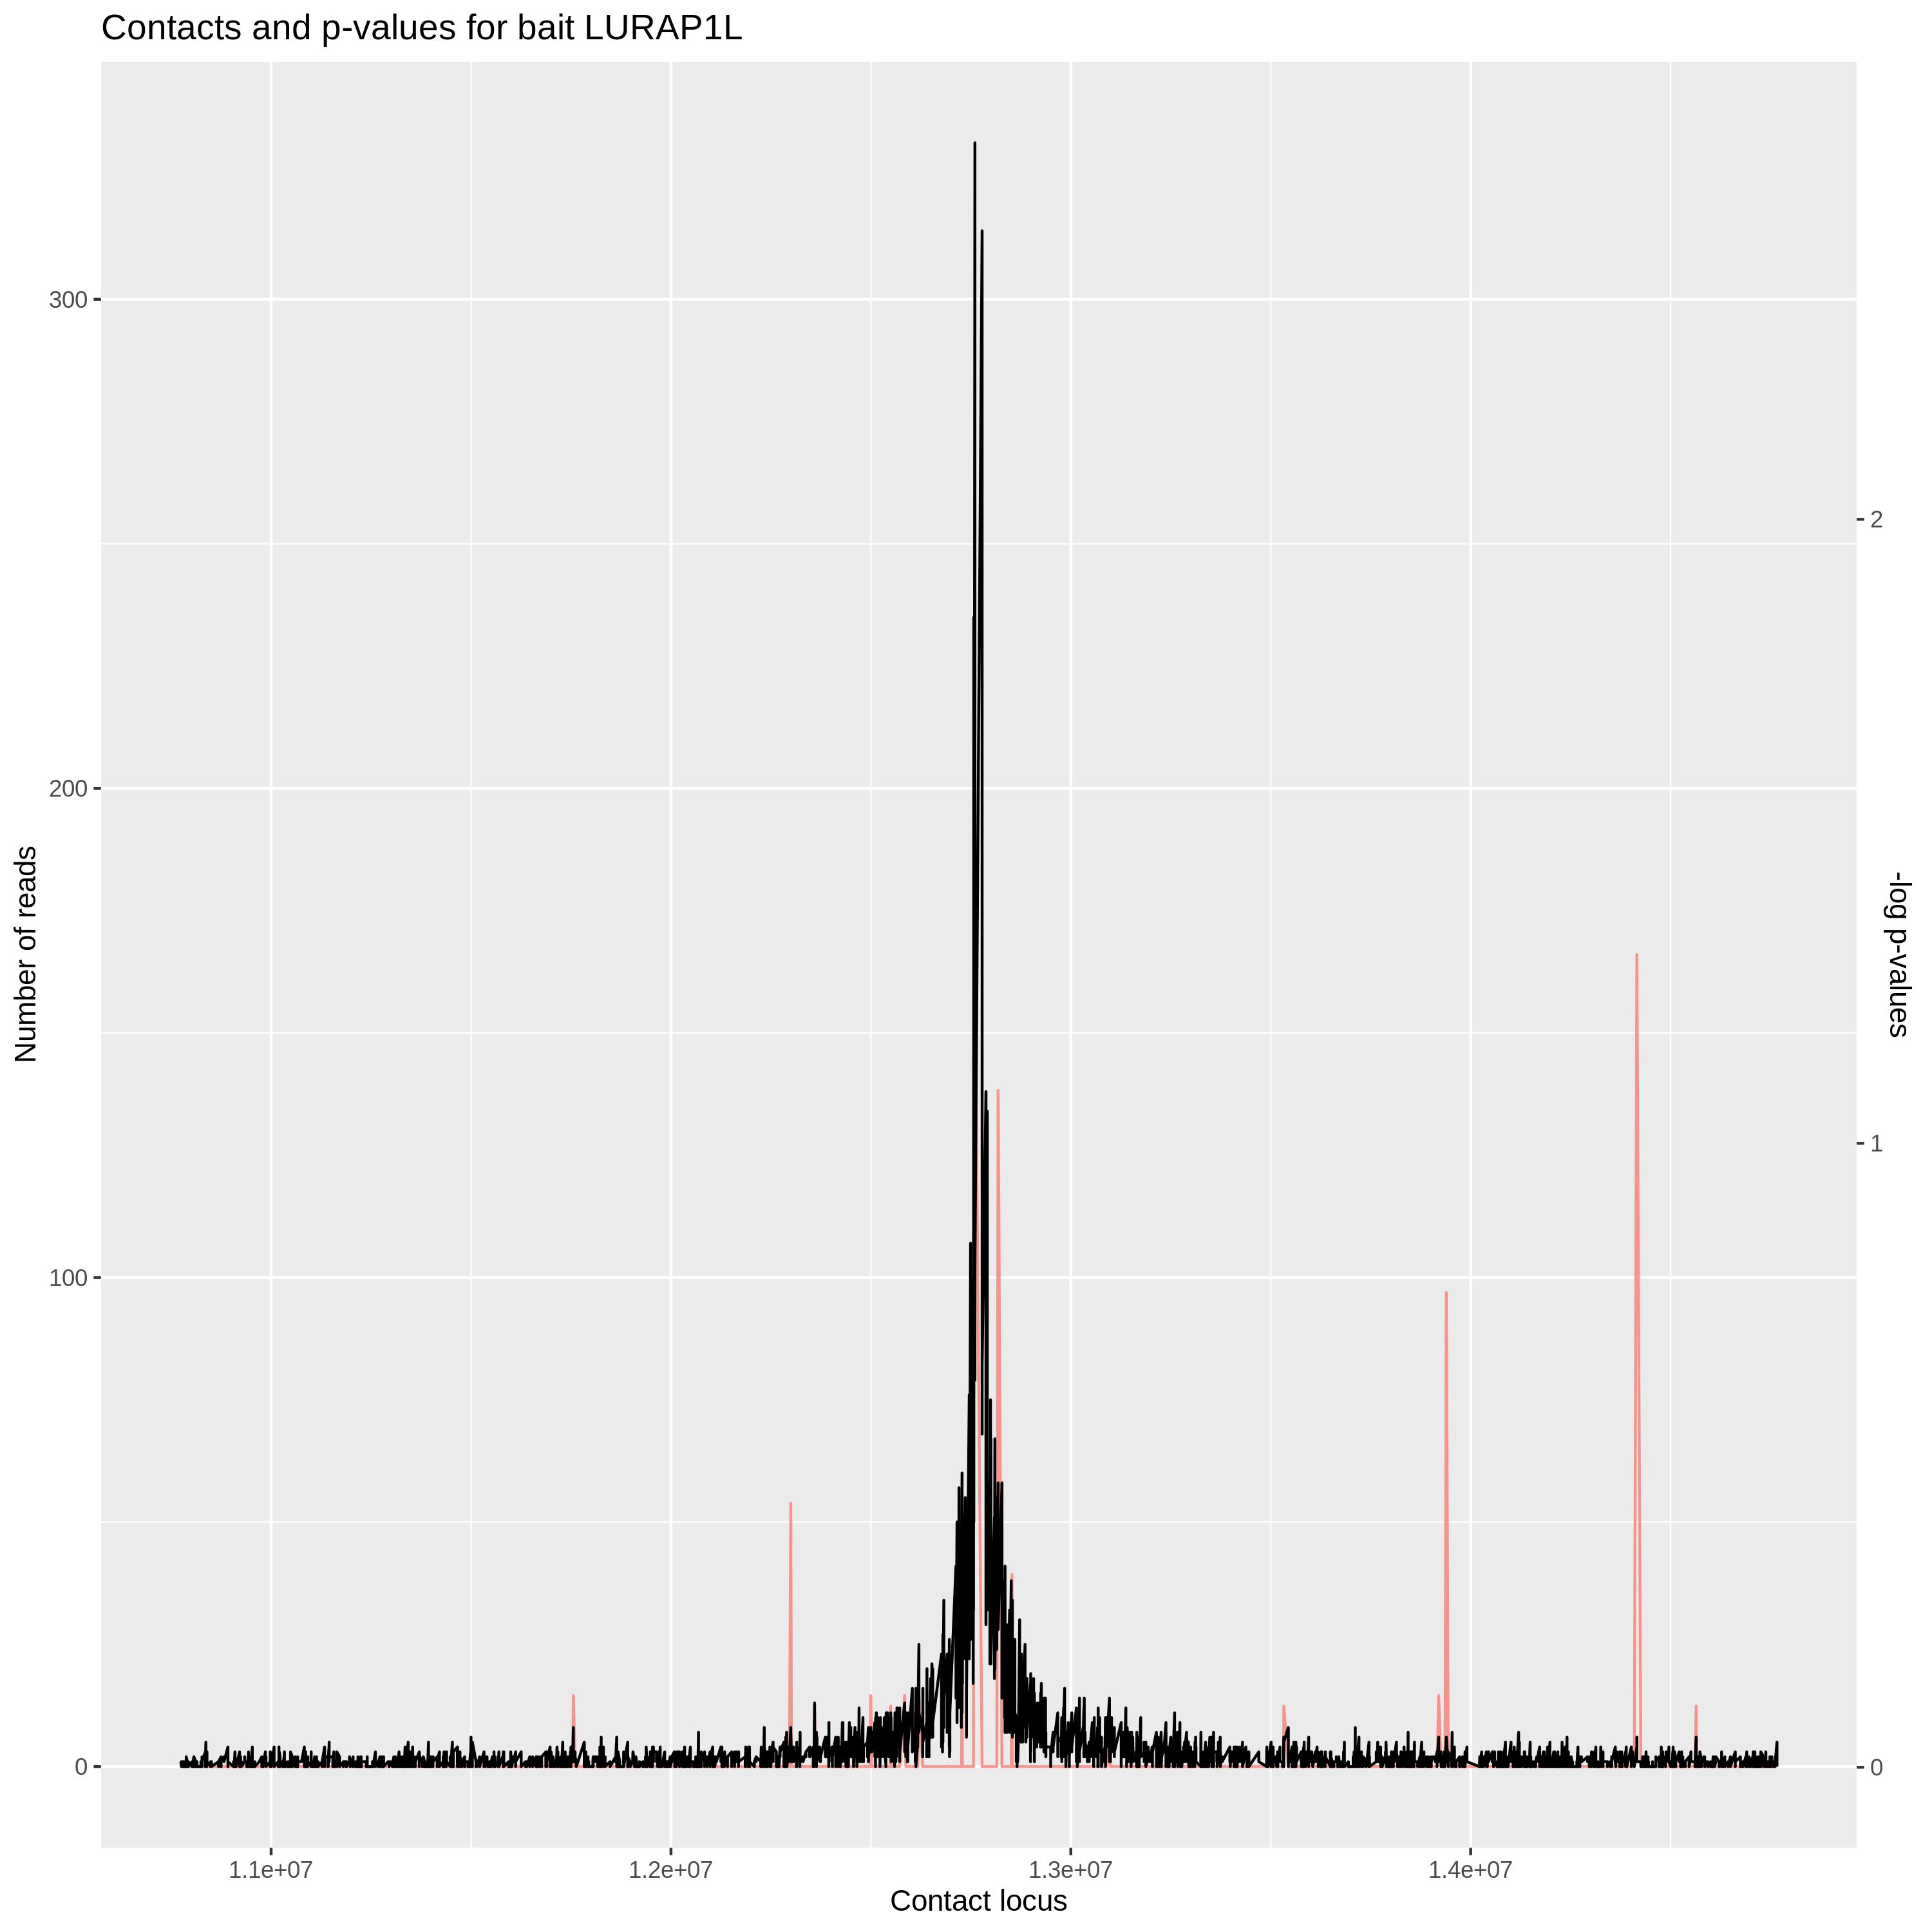 Contacts and p-values for bait LURAP1L
300
200
100
0
Number of reads
2
1
0
-log p-values
1.1e+07
1.2e+07
1.3e+07
1.4e+07
Contact locus